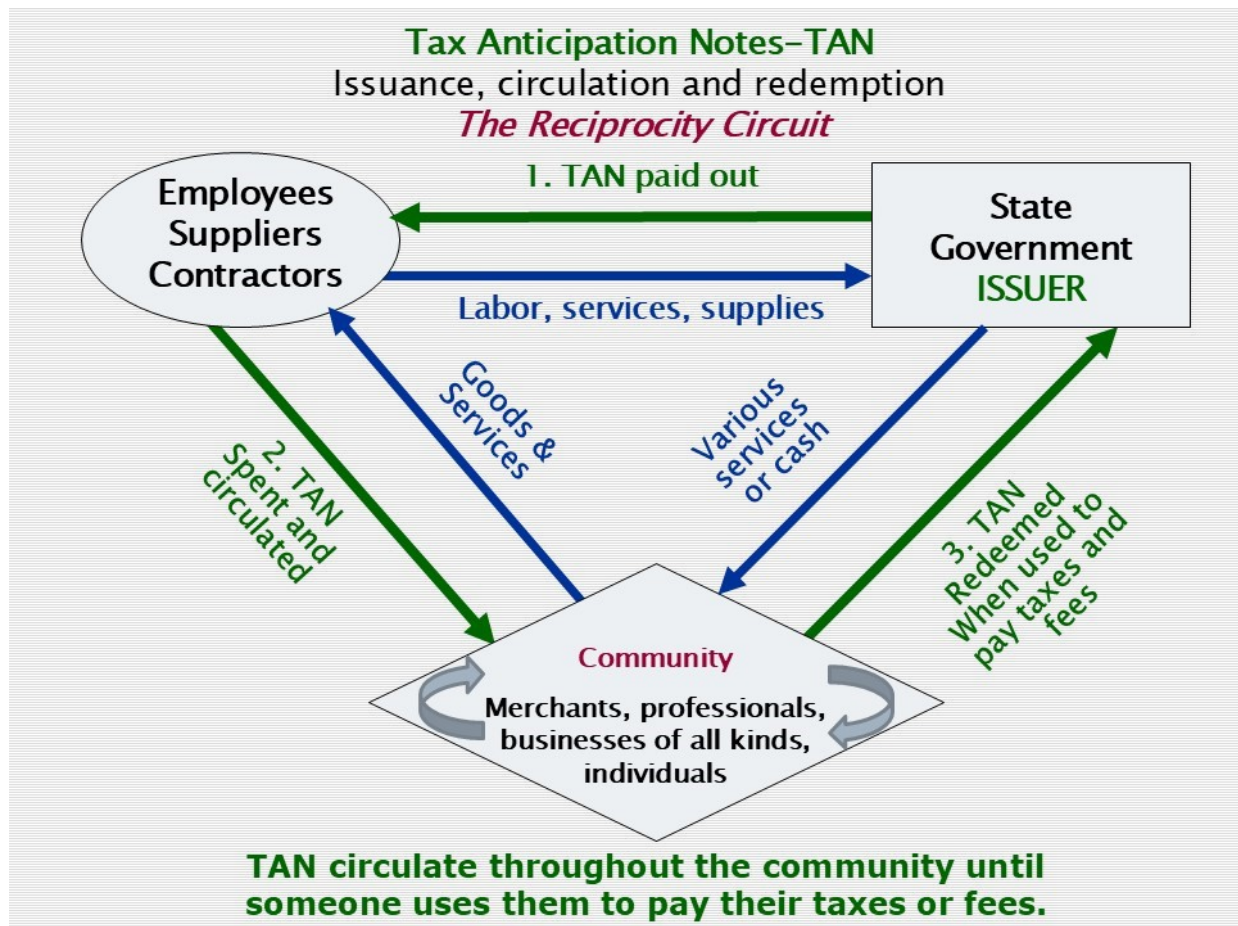 Tax Anticipation Notes–TAN
Issuance, circulation and redemption
The Reciprocity Circuit
1. TAN paid out
Employees
Suppliers
Contractors
State
Government
ISSUER
Labor, services, supplies
Goods &
Services
Various
services
or cash
2. TAN
Spent and
circulated
3. TAN
Redeemed
When used to
pay taxes and
fees
Community
Merchants, professionals,
businesses of all kinds,
individuals
TAN circulate throughout the community until
someone uses them to pay their taxes or fees.